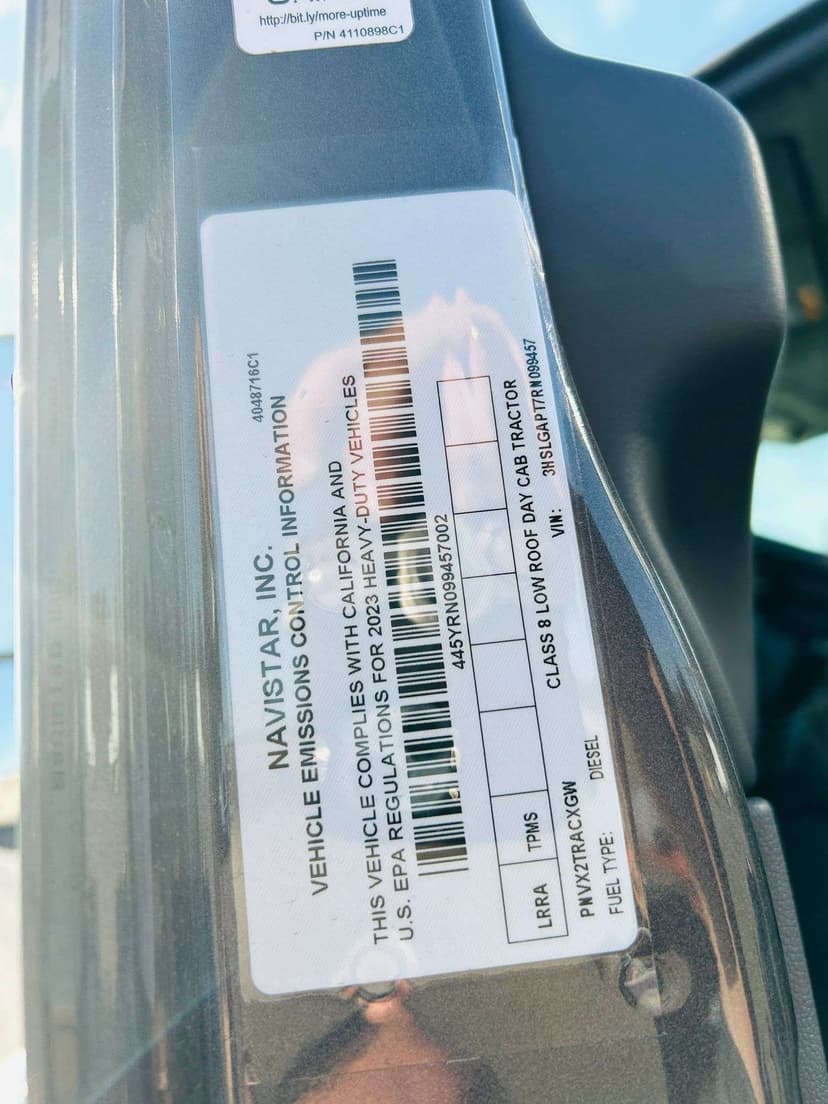 http://bit.ly/more-uptime
P/N 4110898C1
4048716C1
NAVISTAR, INC.
VEHICLE EMISSIONS CONTROL INFORMATION
THIS VEHICLE COMPLIES WITH CALIFORNIA AND
U.S. EPA REGULATIONS FOR 2023 HEAVY-DUTY VEHICLES
445YRN099457002
LRRA TPMS
CLASS 8 LOW ROOF DAY CAB TRACTOR
PNVX2TRACXGW VIN: 3HSLGAPT7RN099457
FUEL TYPE: DIESEL